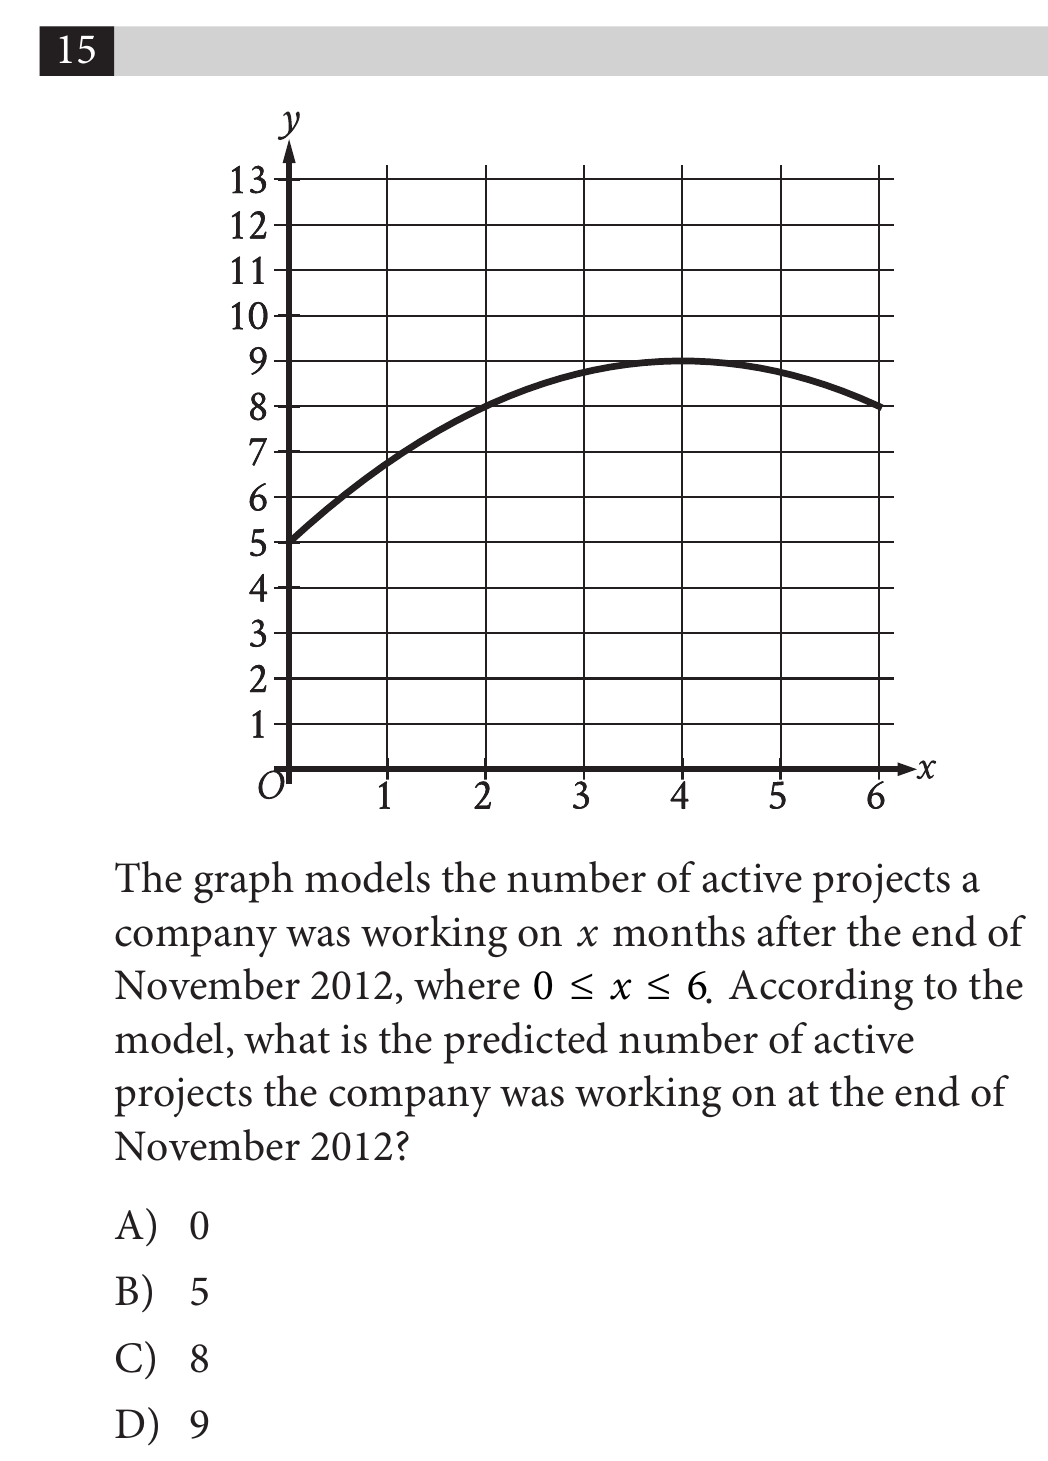 15
y
13
12
11
10
9
8
7
6
5
4
3
2
1
O 1 2 3 4 5 6 x
The graph models the number of active projects a
company was working on x months after the end of
November 2012, where 0 ≤ x ≤ 6. According to the
model, what is the predicted number of active
projects the company was working on at the end of
November 2012?
A) 0
B) 5
C) 8
D) 9